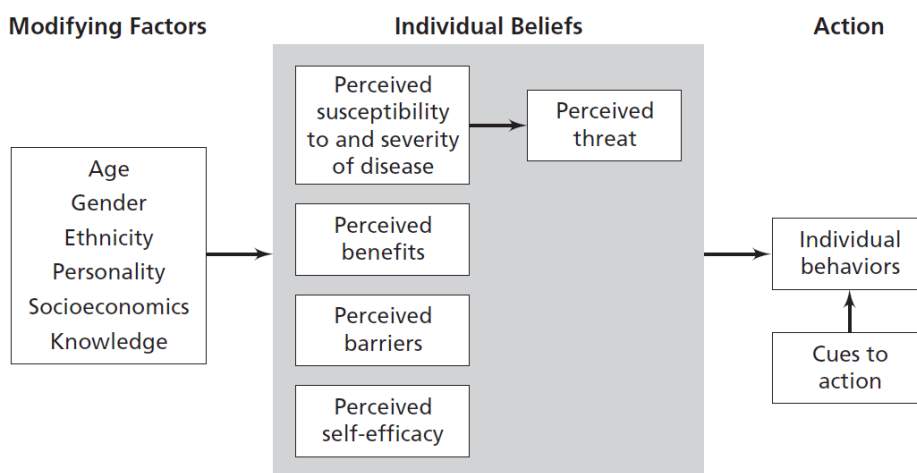 Modifying Factors
Individual Beliefs
Action
Age
Gender
Ethnicity
Personality
Socioeconomics
Knowledge
Perceived
susceptibility
to and severity
of disease
Perceived
threat
Perceived
benefits
Perceived
barriers
Perceived
self-efficacy
Individual
behaviors
Cues to
action